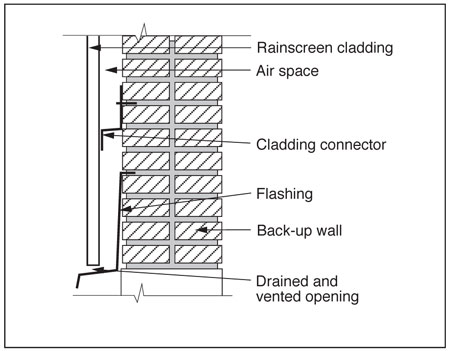 Rainscreen cladding
Air space
Cladding connector
Flashing
Back-up wall
Drained and
vented opening